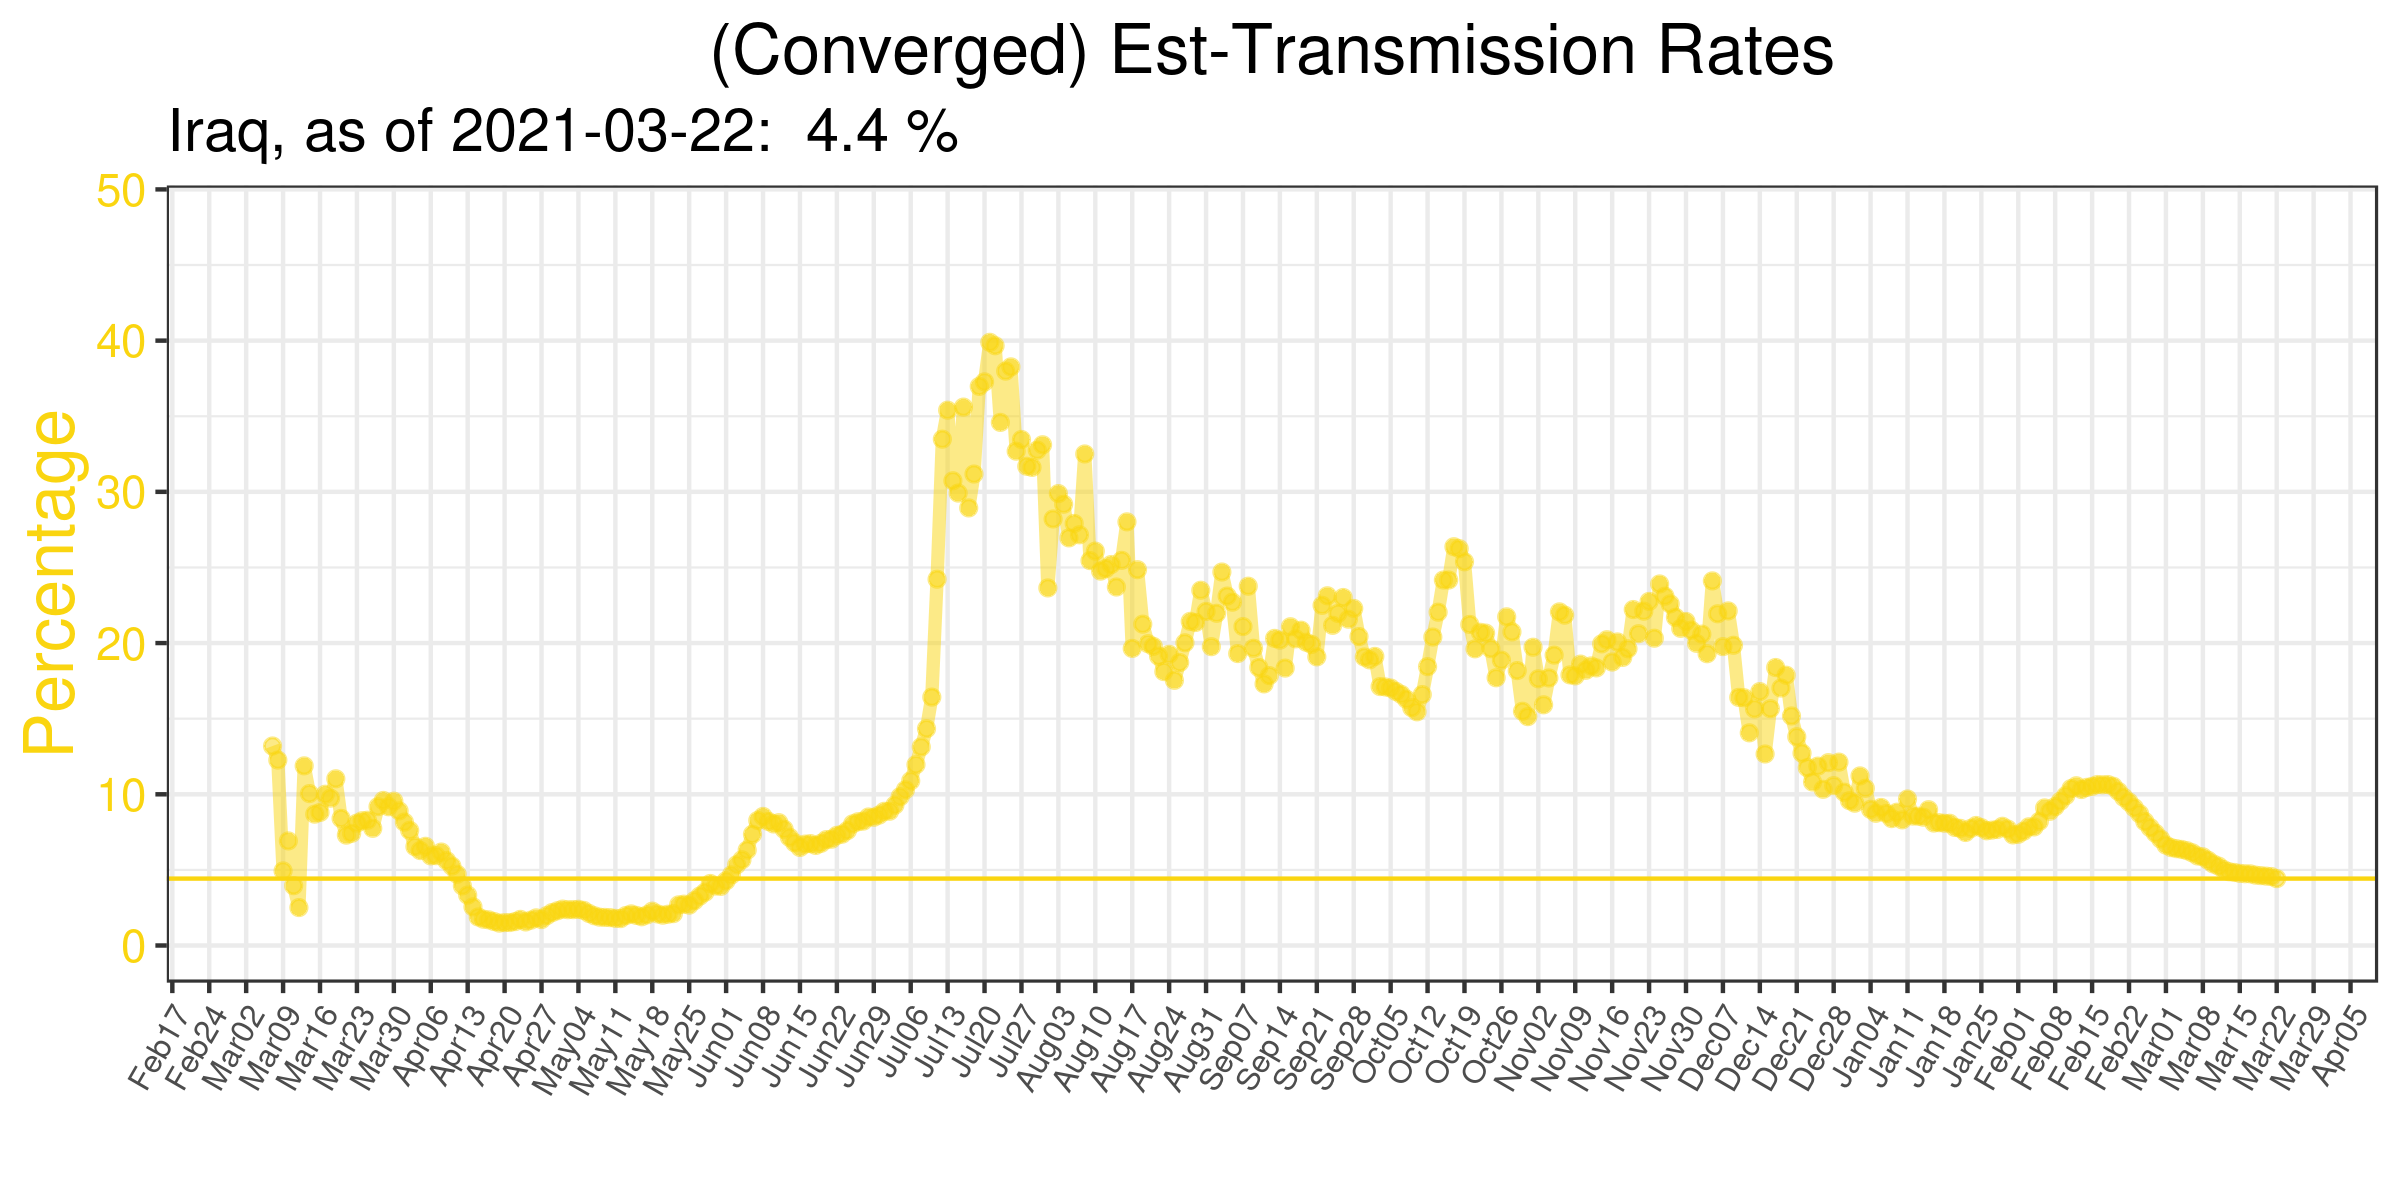 (Converged) Est-Transmission Rates
Iraq, as of 2021-03-22:  4.4 %
Percentage
50
40
30
20
10
0
Feb17
Feb24
Mar02
Mar09
Mar16
Mar23
Mar30
Apr06
Apr13
Apr20
Apr27
May04
May11
May18
May25
Jun01
Jun08
Jun15
Jun22
Jun29
Jul06
Jul13
Jul20
Jul27
Aug03
Aug10
Aug17
Aug24
Aug31
Sep07
Sep14
Sep21
Sep28
Oct05
Oct12
Oct19
Oct26
Nov02
Nov09
Nov16
Nov23
Nov30
Dec07
Dec14
Dec21
Dec28
Jan04
Jan11
Jan18
Jan25
Feb01
Feb08
Feb15
Feb22
Mar01
Mar08
Mar15
Mar22
Mar29
Apr05